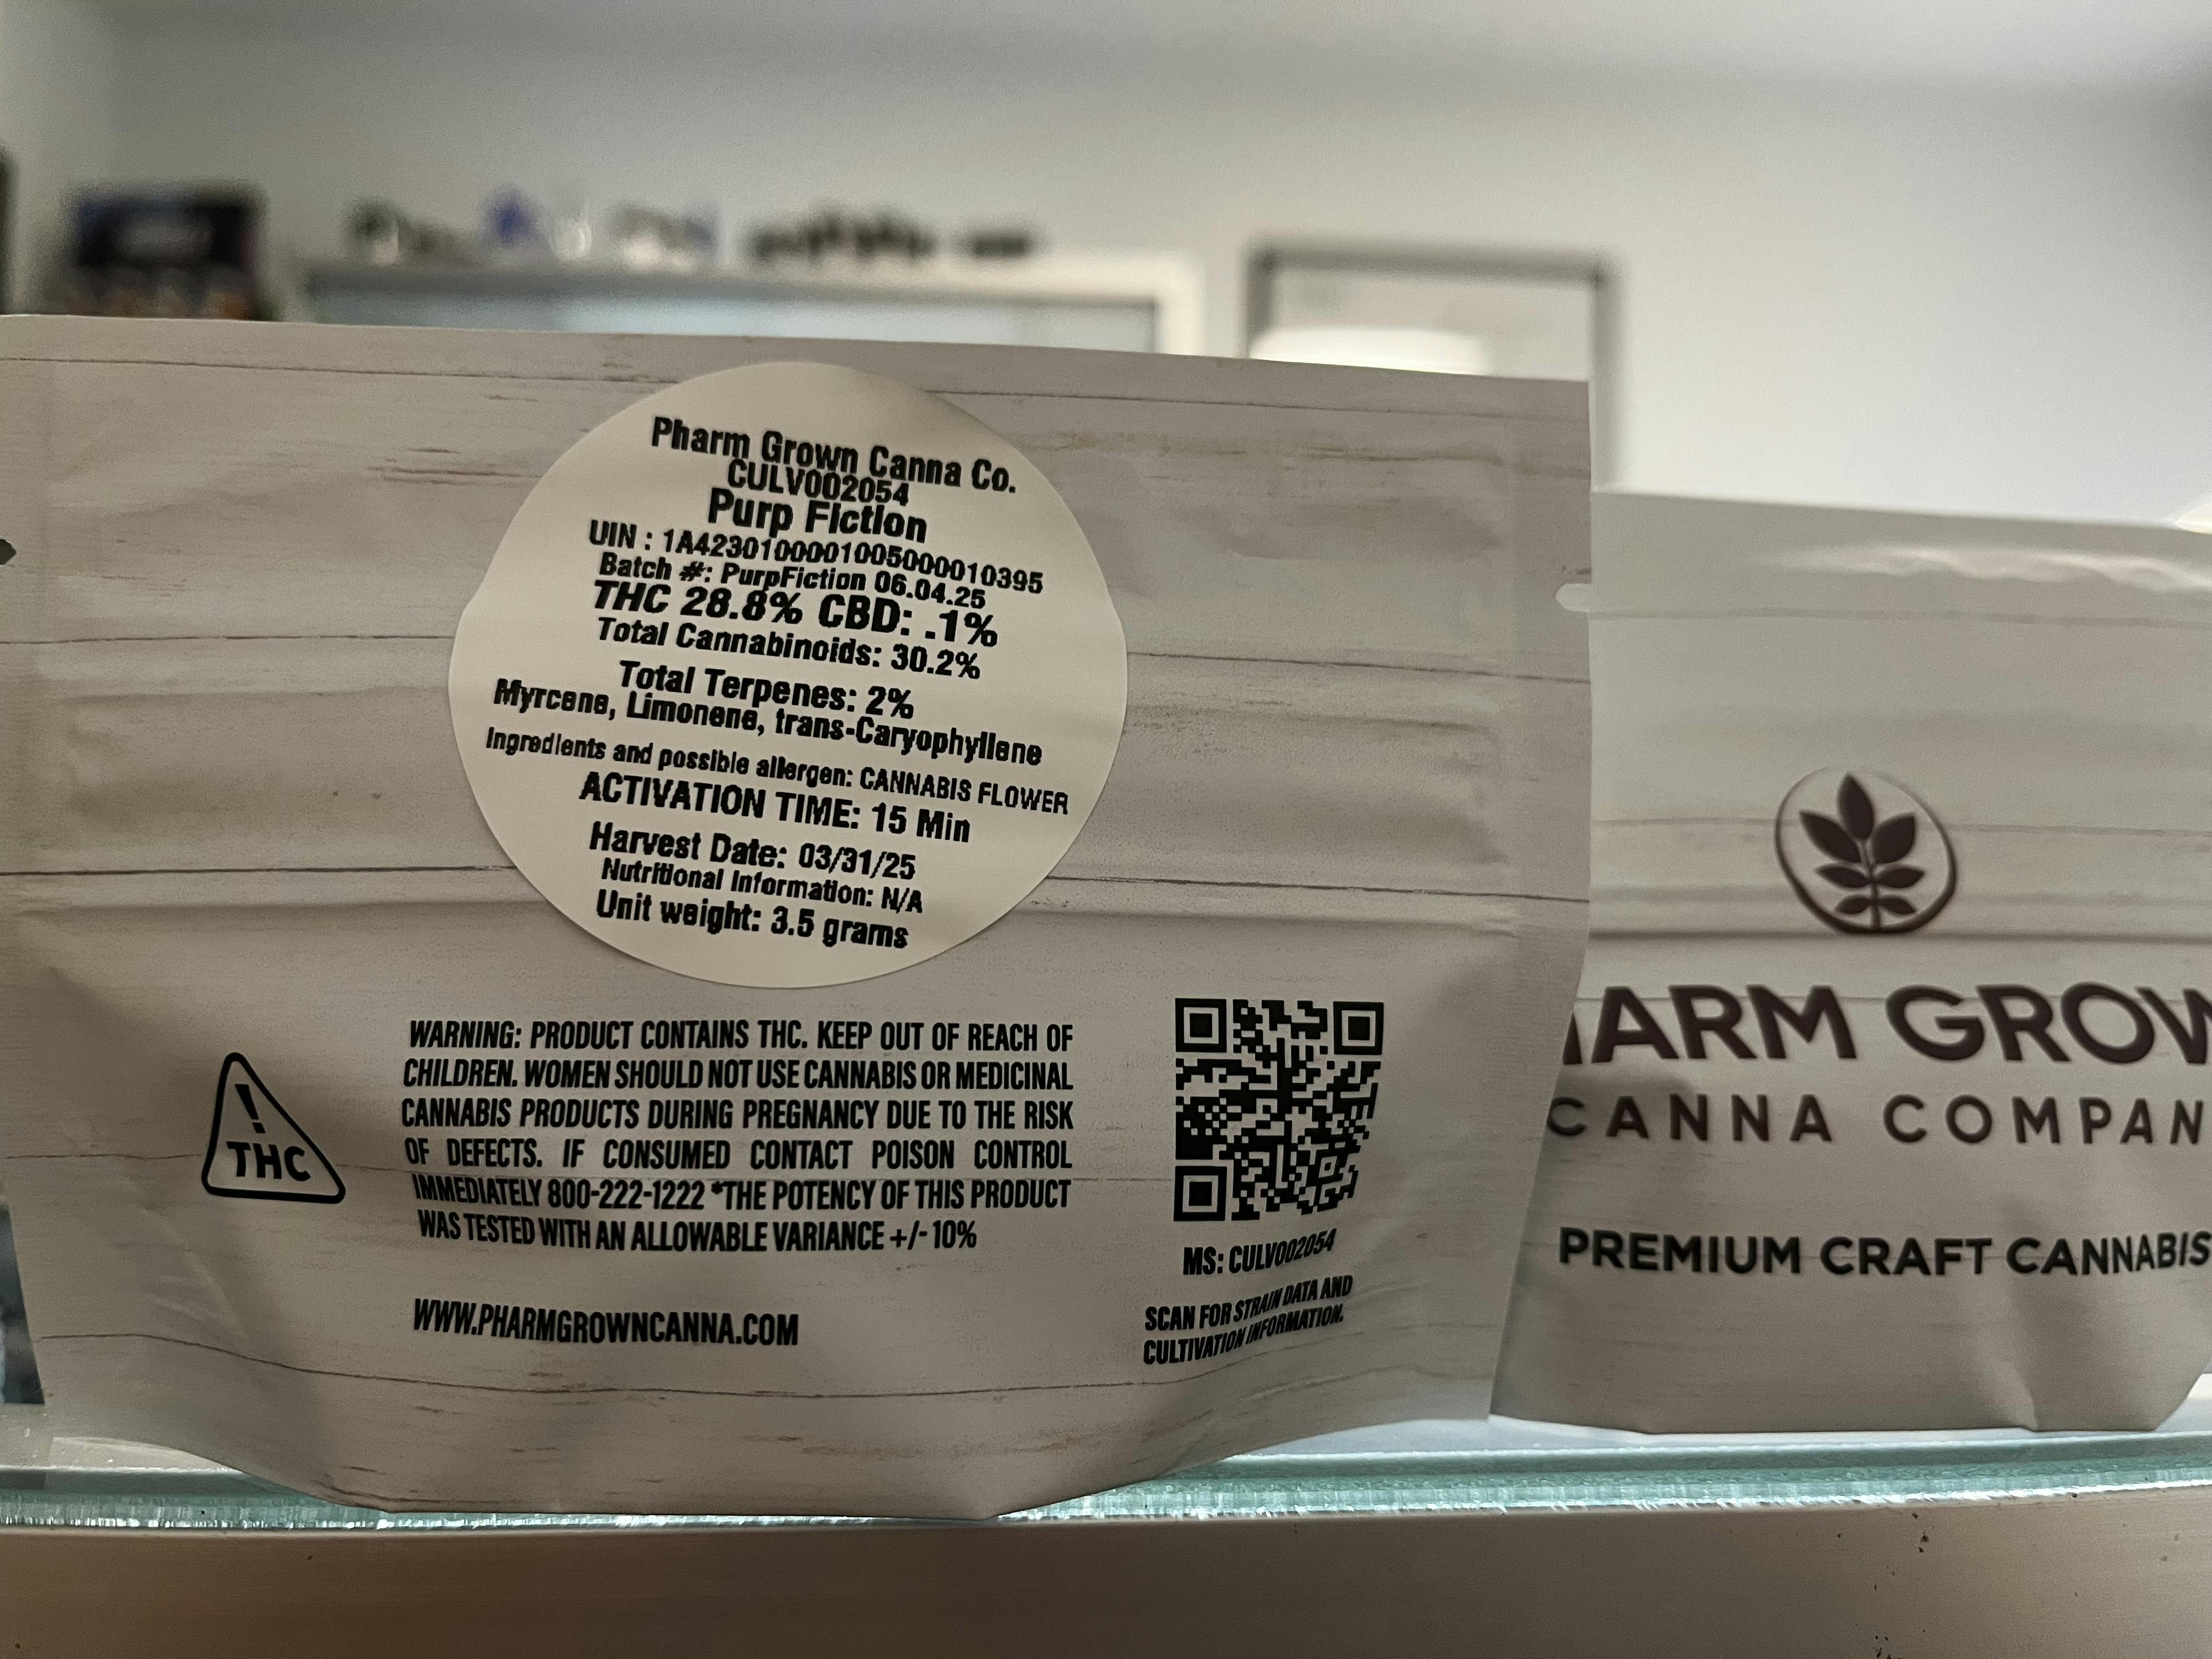 Pharm Grown Canna Co.
CULV002054
Purp Fiction
UIN : 1A4230100001005000010395
Batch #: PurpFiction 06.04.25
THC 28.8% CBD: .1%
Total Cannabinoids: 30.2%
Total Terpenes: 2%
Myrcene, Limonene, trans-Caryophyllene
Ingredients and possible allergen: CANNABIS FLOWER
ACTIVATION TIME: 15 Min
Harvest Date: 03/31/25
Nutritional Information: N/A
Unit weight: 3.5 grams
! THC
WARNING: PRODUCT CONTAINS THC. KEEP OUT OF REACH OF
CHILDREN. WOMEN SHOULD NOT USE CANNABIS OR MEDICINAL
CANNABIS PRODUCTS DURING PREGNANCY DUE TO THE RISK
OF DEFECTS. IF CONSUMED CONTACT POISON CONTROL
IMMEDIATELY 800-222-1222 *THE POTENCY OF THIS PRODUCT
WAS TESTED WITH AN ALLOWABLE VARIANCE +/- 10%
WWW.PHARMGROWNCANNA.COM
MS: CULV002054
SCAN FOR STRAIN DATA AND
CULTIVATION INFORMATION.
ARM GROW
CANNA COMPAN
PREMIUM CRAFT CANNABIS